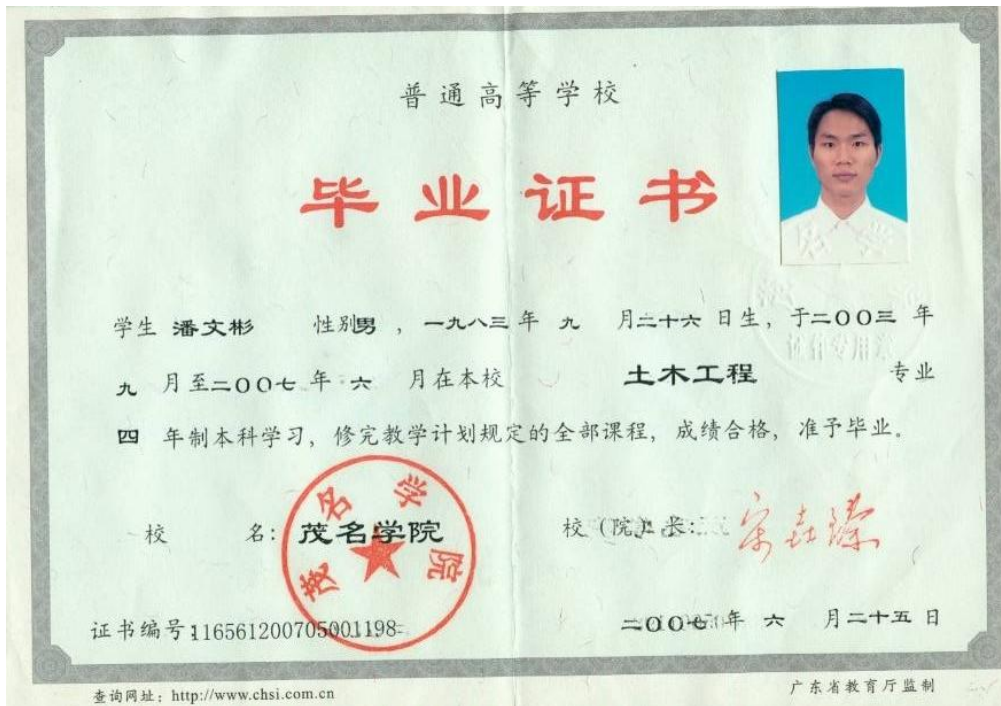 普通高等学校
毕业证书
学生 潘文彬 性别男，一九八三年 九 月二十六日生，于二00三 年
九 月至二00七 年 六 月在本校 土木工程 专业
四 年制本科学习，修完教学计划规定的全部课程，成绩合格，准予毕业。
校 名：茂名学院
茂名学院
校（院）长：
证书编号：116561200705001198
二00七年 六 月二十五日
查询网址：http://www.chsi.com.cn
广东省教育厅监制